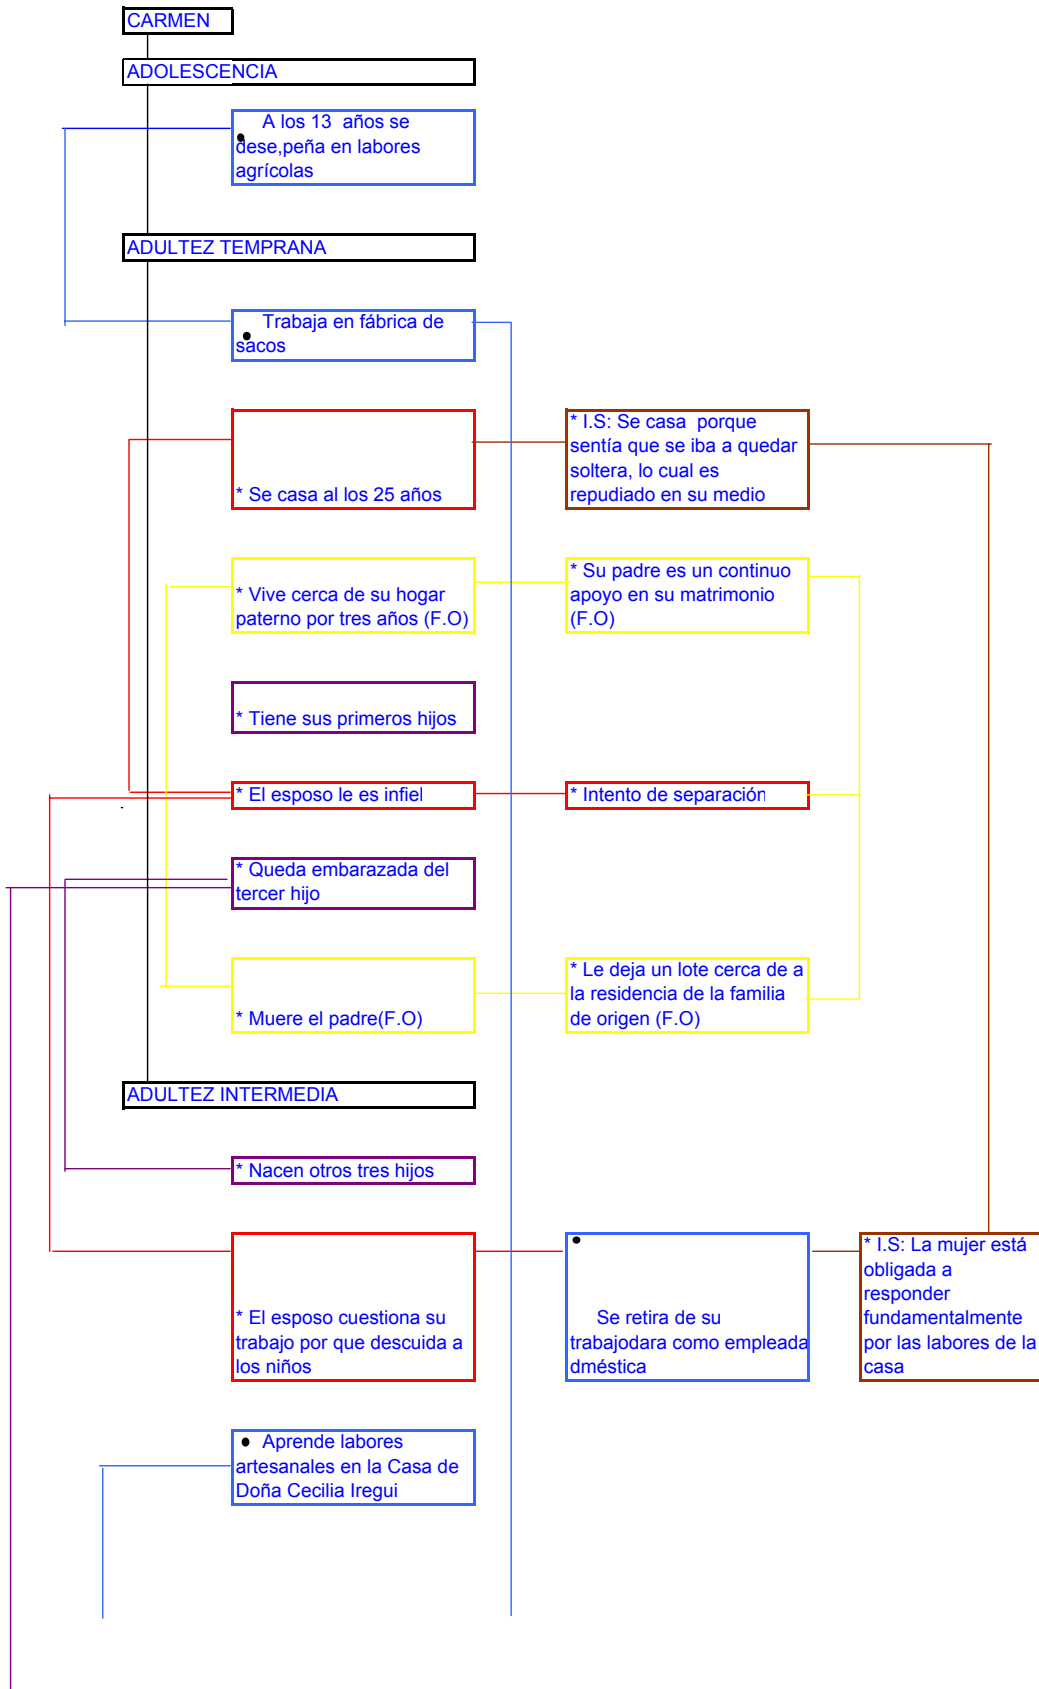 CARMEN
ADOLESCENCIA
A los 13 años se
dese,peña en labores
agrícolas
ADULTEZ TEMPRANA
Trabaja en fábrica de
sacos
* Se casa al los 25 años
* I.S: Se casa porque
sentía que se iba a quedar
soltera, lo cual es
repudiado en su medio
* Vive cerca de su hogar
paterno por tres años (F.O)
* Su padre es un continuo
apoyo en su matrimonio
(F.O)
* Tiene sus primeros hijos
* El esposo le es infiel
* Intento de separación
* Queda embarazada del
tercer hijo
* Muere el padre(F.O)
* Le deja un lote cerca de a
la residencia de la familia
de origen (F.O)
ADULTEZ INTERMEDIA
* Nacen otros tres hijos
* El esposo cuestiona su
trabajo por que descuida a
los niños
Se retira de su
trabajodara como empleada
dméstica
* I.S: La mujer está
obligada a
responder
fundamentalmente
por las labores de la
casa
Aprende labores
artesanales en la Casa de
Doña Cecilia Iregui